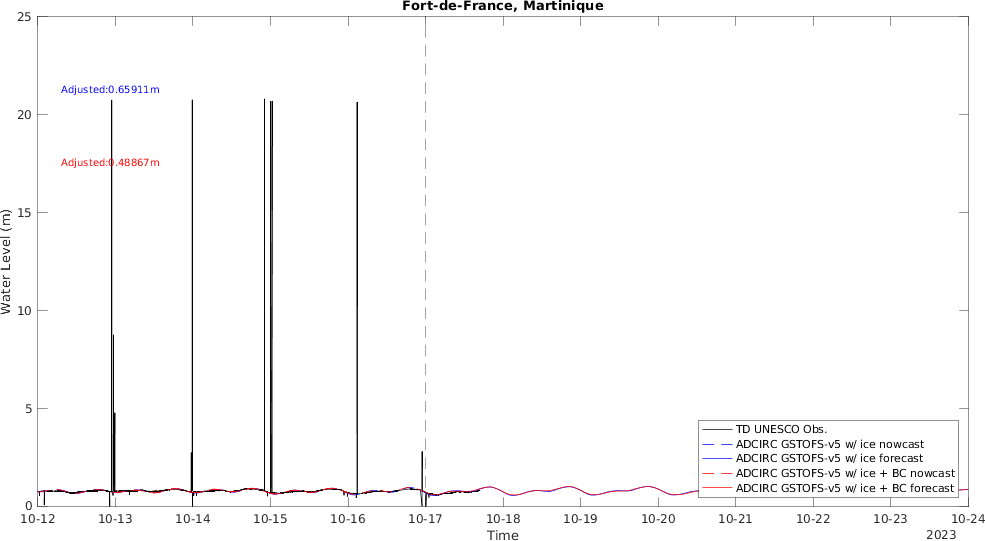 Fort-de-France, Martinique
25
20
15
10
5
0
Water Level (m)
Adjusted:0.65911m
Adjusted:0.48867m
TD UNESCO Obs.
ADCIRC GSTOFS-v5 w/ ice nowcast
ADCIRC GSTOFS-v5 w/ ice forecast
ADCIRC GSTOFS-v5 w/ ice + BC nowcast
ADCIRC GSTOFS-v5 w/ ice + BC forecast
10-12 10-13 10-14 10-15 10-16 10-17 10-18 10-19 10-20 10-21 10-22 10-23 10-24
Time
2023